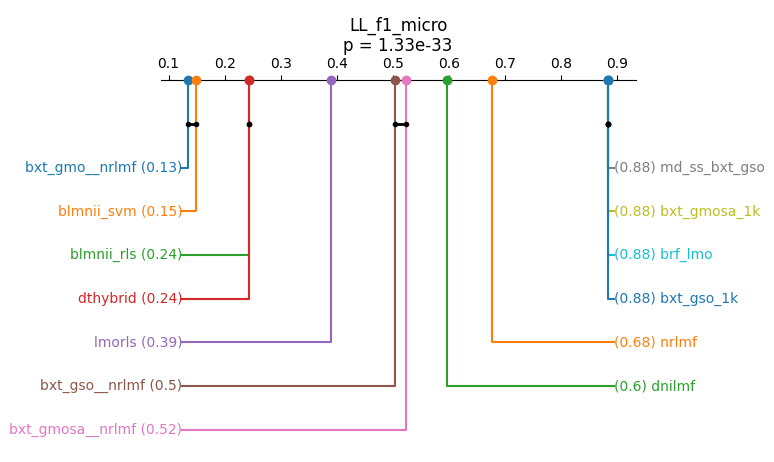 LL_f1_micro
p = 1.33e-33
0.1 0.2 0.3 0.4 0.5 0.6 0.7 0.8 0.9
bxt_gmo__nrlmf (0.13) (0.88) md_ss_bxt_gso
blmnii_svm (0.15) (0.88) bxt_gmosa_1k
blmnii_rls (0.24) (0.88) brf_lmo
dthybrid (0.24) (0.88) bxt_gso_1k
lmorls (0.39) (0.68) nrlmf
bxt_gso__nrlmf (0.5) (0.6) dnilmf
bxt_gmosa__nrlmf (0.52)